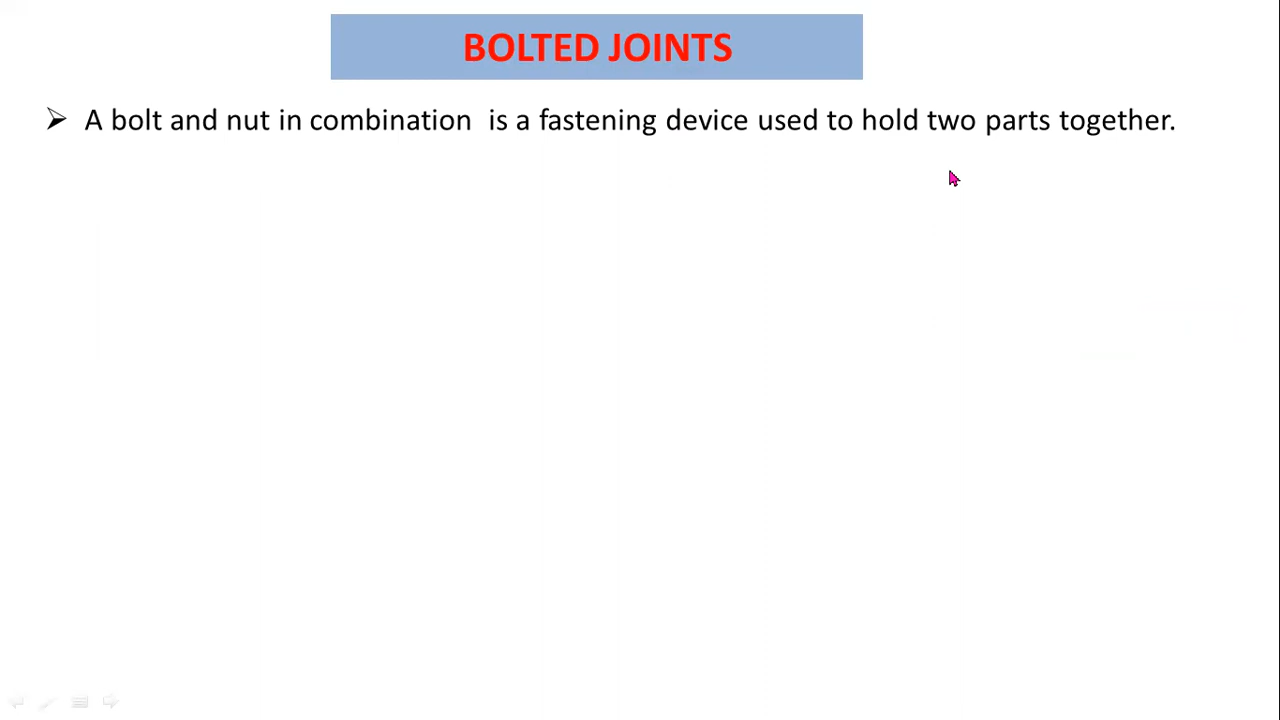 BOLTED JOINTS
➢ A bolt and nut in combination  is a fastening device used to hold two parts together.